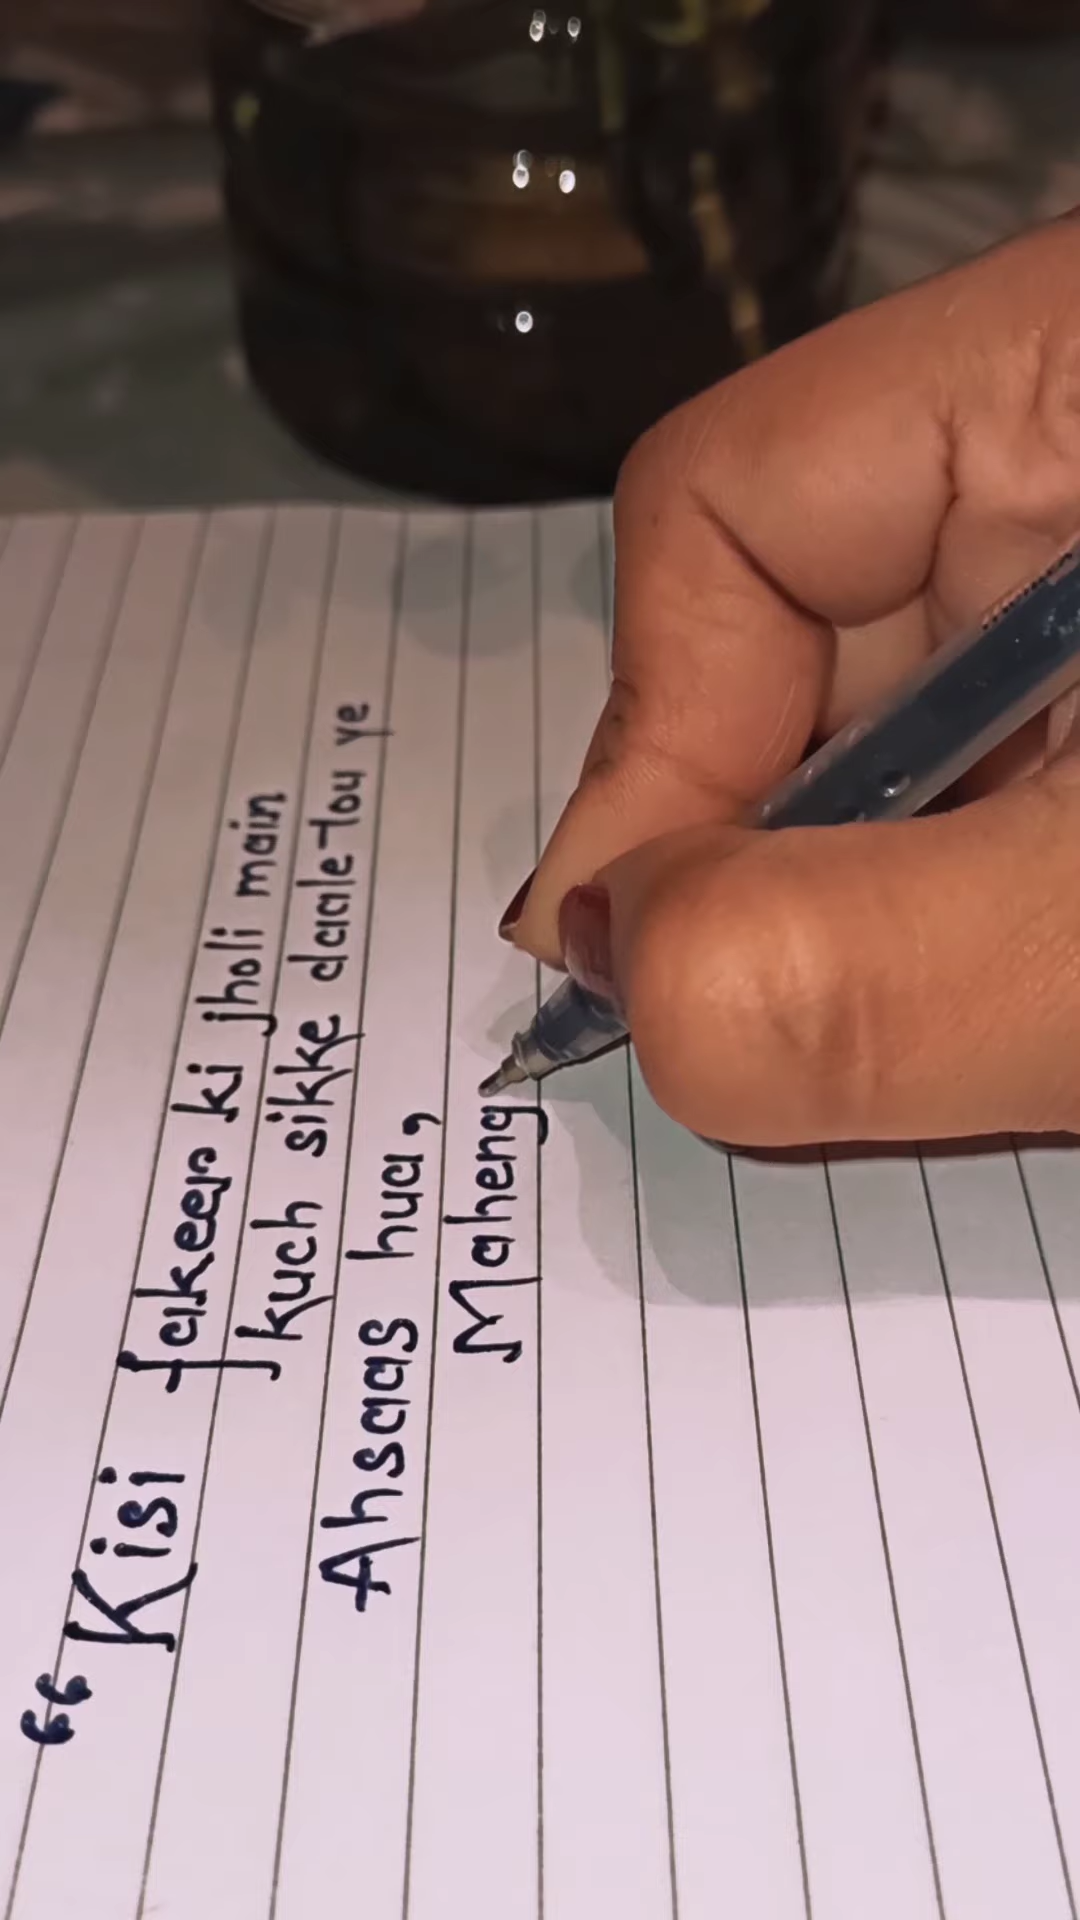 “Kisi fakeer ki jholi main
kuch sikke daale tou ye
Ahsaas hua,
Maheng